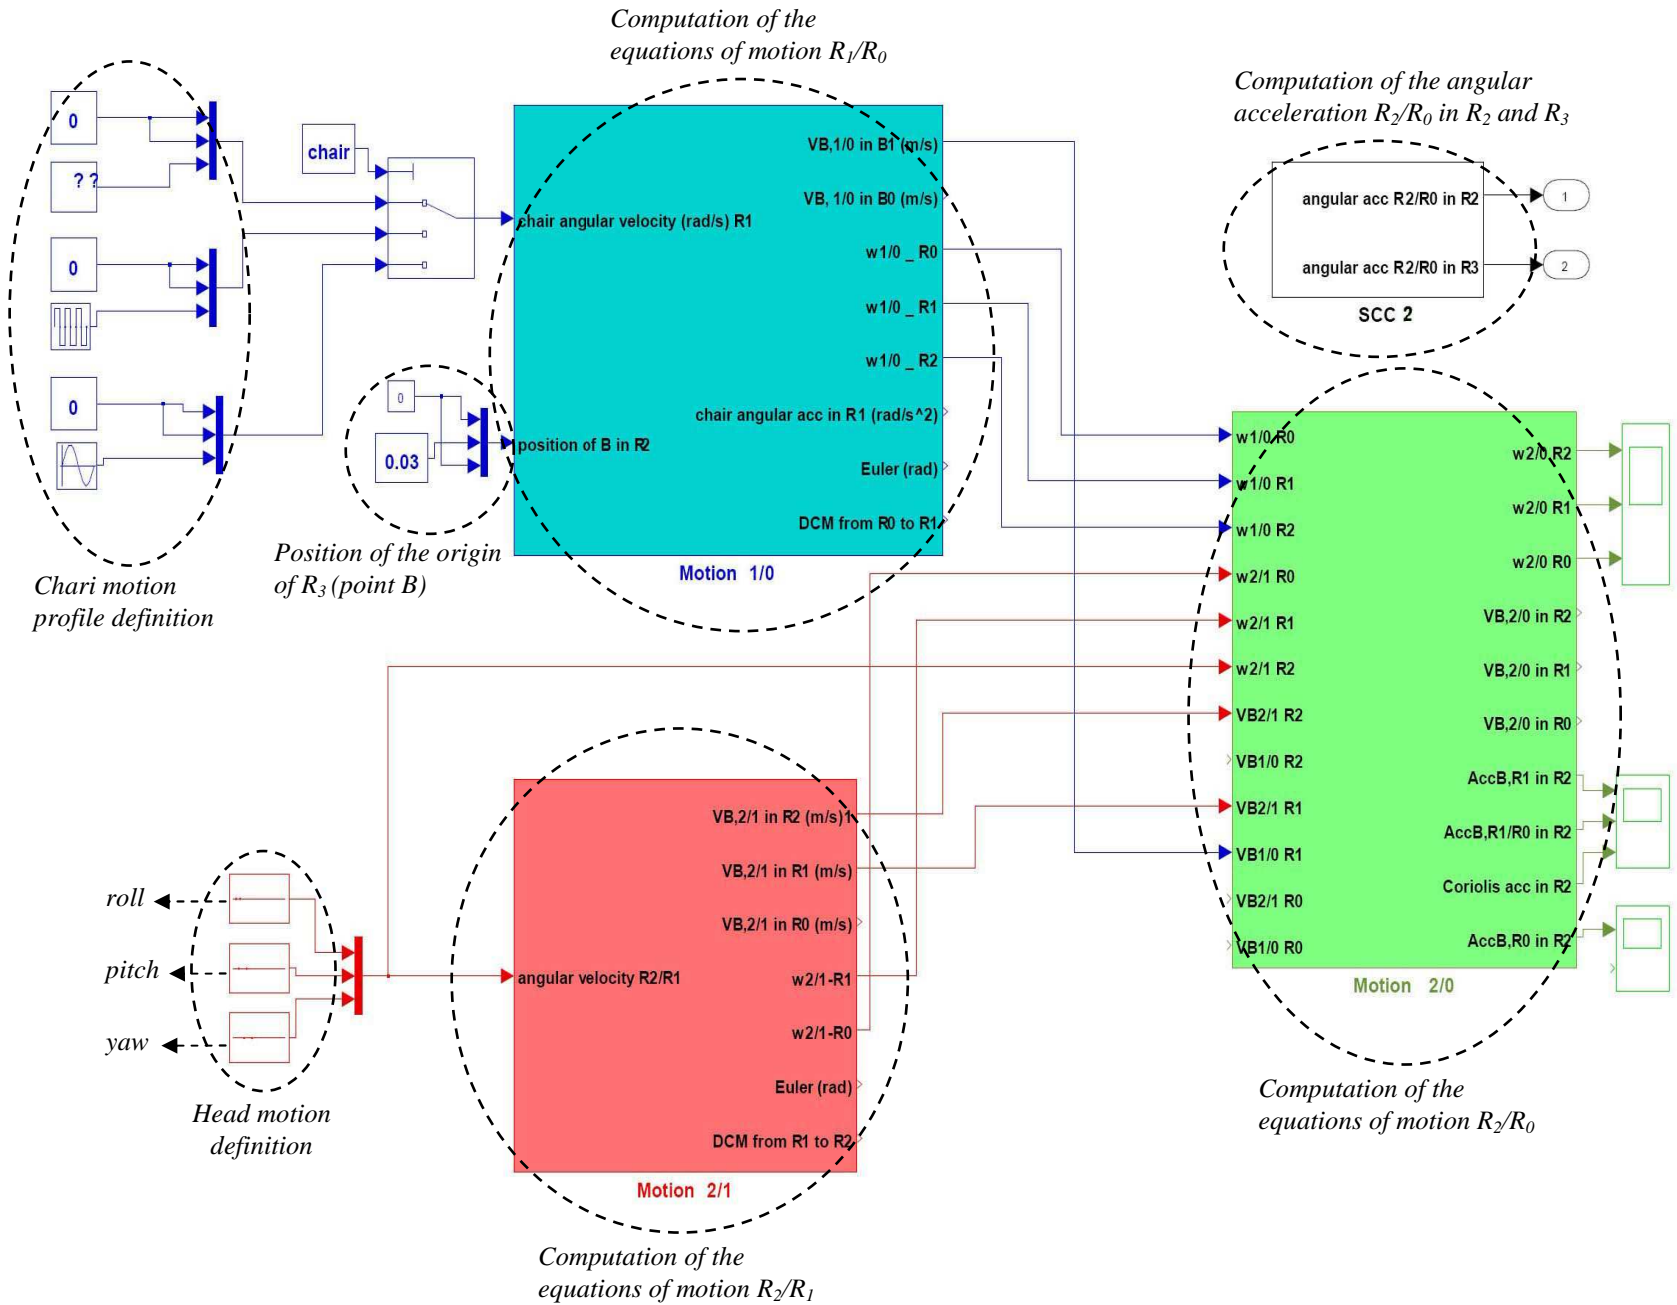 Computation of the
equations of motion R1/R0
Computation of the angular
acceleration R2/R0 in R2 and R3
0
? ?
0
0
chair
chair angular velocity (rad/s) R1
position of B in R2
VB,1/0 in B1 (m/s)
VB, 1/0 in B0 (m/s)
w1/0 _ R0
w1/0 _ R1
w1/0 _ R2
chair angular acc in R1 (rad/s^2)
Euler (rad)
DCM from R0 to R1
Motion 1/0
0
0.03
Position of the origin
of R3 (point B)
Chari motion
profile definition
angular acc R2/R0 in R2
angular acc R2/R0 in R3
1
2
SCC 2
w1/0 R0
w1/0 R1
w1/0 R2
w2/1 R0
w2/1 R1
w2/1 R2
VB2/1 R2
VB1/0 R2
VB2/1 R1
VB1/0 R1
VB2/1 R0
VB1/0 R0
w2/0 R2
w2/0 R1
w2/0 R0
VB,2/0 in R2
VB,2/0 in R1
VB,2/0 in R0
AccB,R1 in R2
AccB,R1/R0 in R2
Coriolis acc in R2
AccB,R0 in R2
Motion 2/0
Computation of the
equations of motion R2/R0
roll
pitch
yaw
Head motion
definition
angular velocity R2/R1
VB,2/1 in R2 (m/s)1
VB,2/1 in R1 (m/s)
VB,2/1 in R0 (m/s)
w2/1-R1
w2/1-R0
Euler (rad)
DCM from R1 to R2
Motion 2/1
Computation of the
equations of motion R2/R1